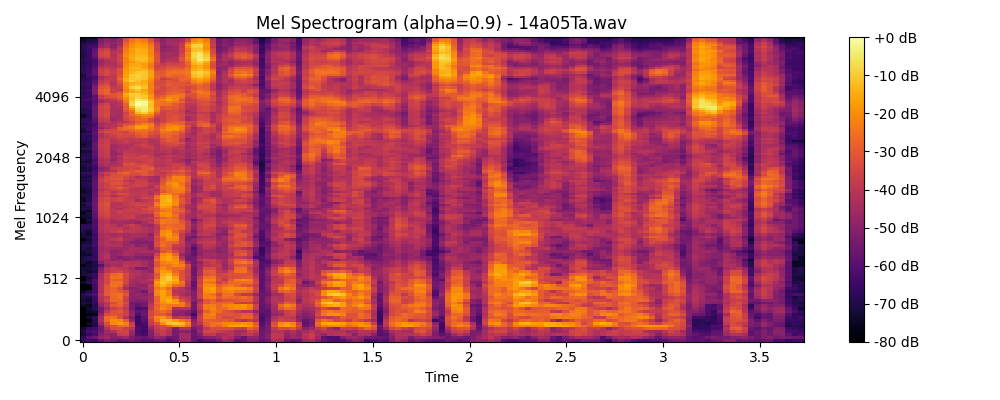 Mel Spectrogram (alpha=0.9) - 14a05Ta.wav
Mel Frequency
4096
2048
1024
512
0
0
0.5
1
1.5
2
2.5
3
3.5
Time
+0 dB
-10 dB
-20 dB
-30 dB
-40 dB
-50 dB
-60 dB
-70 dB
-80 dB